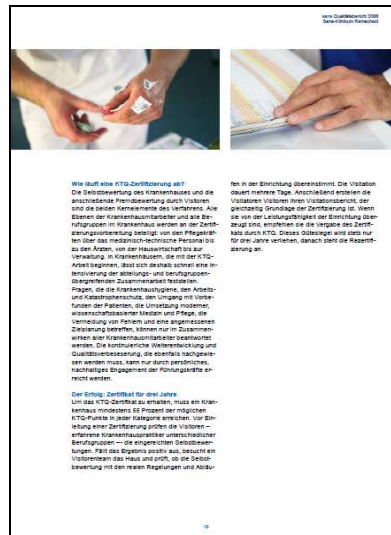 sana Qualitätsbericht 2006
Sana-Klinikum Remscheid
Wie läuft eine KTQ-Zertifizierung ab?
Die Selbstbewertung des Krankenhauses und die
anschließende Fremdbewertung durch Visitoren
sind die beiden Kernelemente des Verfahrens. Alle
Ebenen der Krankenhausmitarbeiter und alle Be-
rufsgruppen im Krankenhaus werden an der Zertifi-
zierungsvorbereitung beteiligt: von den Pflegekräf-
ten über das medizinisch-technische Personal bis
zu den Ärzten, von der Hauswirtschaft bis zur
Verwaltung. In Krankenhäusern, die mit der KTQ-
Arbeit beginnen, lässt sich deshalb schnell eine In-
tensivierung der abteilungs- und berufsgruppen-
übergreifenden Zusammenarbeit feststellen.
Fragen, die die Krankenhaushygiene, den Arbeits-
und Katastrophenschutz, den Umgang mit Vorbe-
funden der Patienten, die Umsetzung moderner,
wissenschaftsbasierter Medizin und Pflege, die
Vermeidung von Fehlern und eine angemessenen
Zielplanung betreffen, können nur im Zusammen-
wirken aller Krankenhausmitarbeiter beantwortet
werden. Die kontinuierliche Weiterentwicklung und
Qualitätsverbeseserung, die ebenfalls nachgewie-
sen werden muss, kann nur durch persönliches,
nachhaltiges Engagement der Führungskräfte er-
reicht werden.
Der Erfolg: Zertifikat für drei Jahre
Um das KTQ-Zertifikat zu erhalten, muss ein Kran-
kenhaus mindestens 55 Prozent der möglichen
KTQ-Punkte in jeder Kategorie erreichen. Vor Ein-
leitung einer Zertifizierung prüfen die Visitoren –
erfahrene Krankenhauspraktiker unterschiedlicher
Berufsgruppen –- die eingereichten Selbstbewer-
tungen. Fällt das Ergebnis positiv aus, besucht ein
Visitorenteam das Haus und prüft, ob die Selbst-
bewertung mit den realen Regelungen und Abläu-
fen in der Einrichtung übereinstimmt. Die Visitation
dauert mehrere Tage. Anschließend erstellen die
Visitatoren Visitoren ihren Visitationsbericht, der
gleichzeitig Grundlage der Zertifizierung ist. Wenn
sie von der Leistungsfähigkeit der Einrichtung über-
zeugt sind, empfehlen sie die Vergabe des Zertifi-
kats durch KTQ. Dieses Gütesiegel wird stets nur
für drei Jahre verliehen, danach steht die Rezertifi-
zierung an.